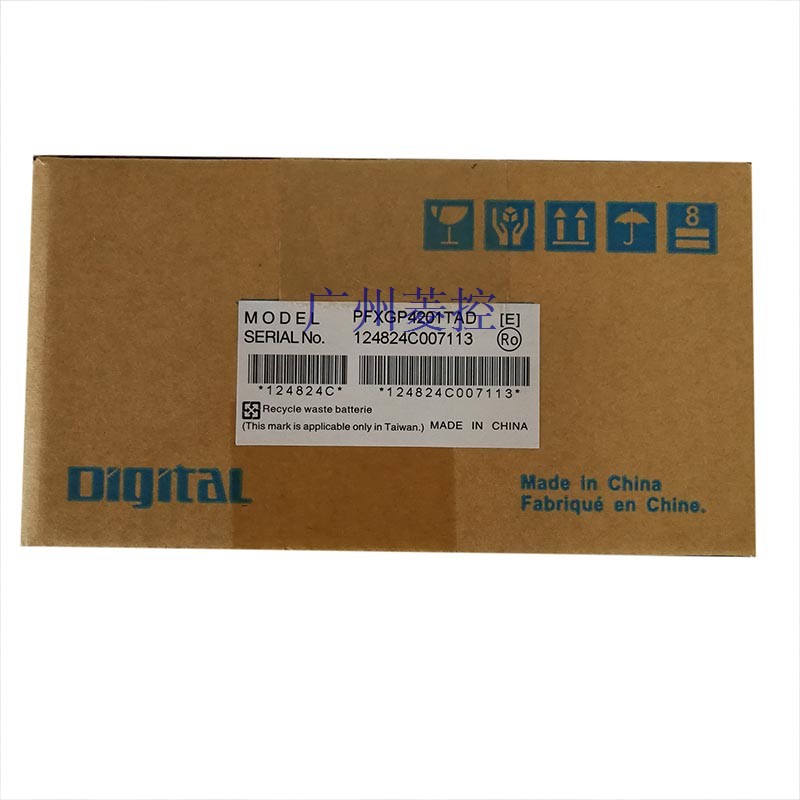 8
广州菱控
MODEL PFXGP4201TAD [E]
SERIAL No. 124824C007113 Ro
*124824C* *124824C007113*
Recycle waste batterie
(This mark is applicable only in Taiwan.) MADE IN CHINA
Digital
Made in China
Fabriqué en Chine.